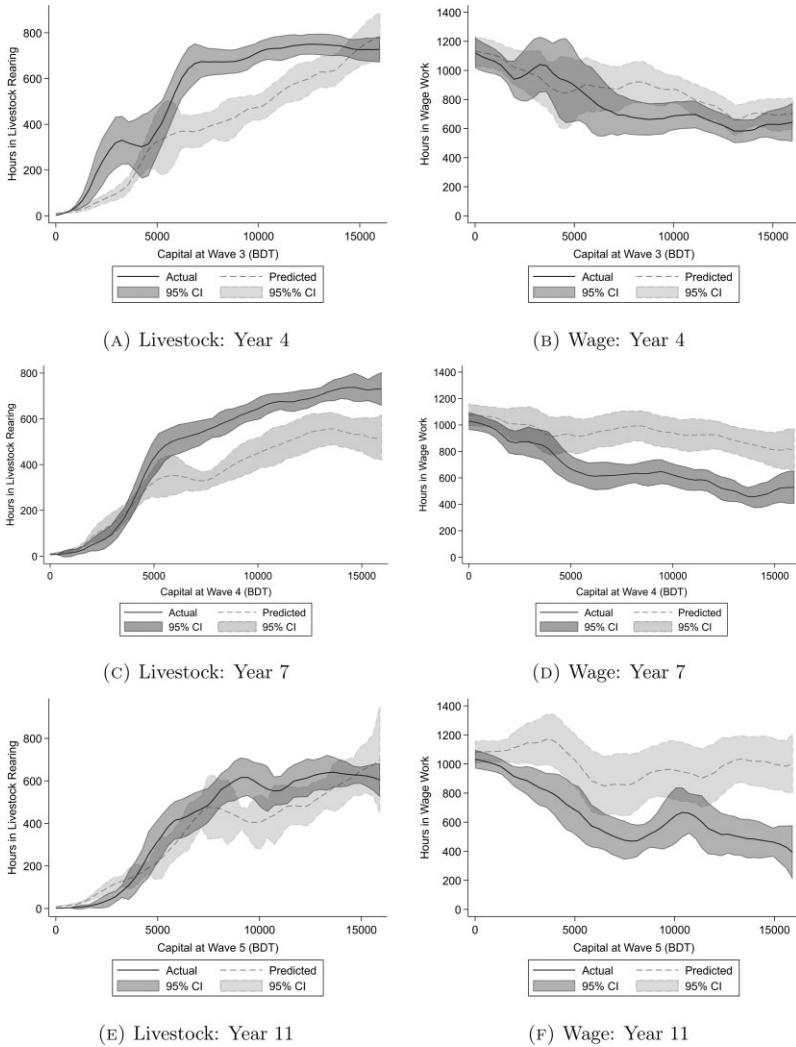 800
600
400
200
0
Hours in Livestock Rearing
0 5000 10000 15000
Capital at Wave 3 (BDT)
Actual Predicted
95% CI 95%% CI
(A) Livestock: Year 4
1400
1200
1000
800
600
400
200
0
Hours in Wage Work
0 5000 10000 15000
Capital at Wave 3 (BDT)
Actual Predicted
95% CI 95% CI
(B) Wage: Year 4
800
600
400
200
0
Hours in Livestock Rearing
0 5000 10000 15000
Capital at Wave 4 (BDT)
Actual Predicted
95% CI 95% CI
(C) Livestock: Year 7
1400
1200
1000
800
600
400
200
0
Hours in Wage Work
0 5000 10000 15000
Capital at Wave 4 (BDT)
Actual Predicted
95% CI 95% CI
(D) Wage: Year 7
800
600
400
200
0
Hours in Livestock Rearing
0 5000 10000 15000
Capital at Wave 5 (BDT)
Actual Predicted
95% CI 95% CI
(E) Livestock: Year 11
1400
1200
1000
800
600
400
200
0
Hours in Wage Work
0 5000 10000 15000
Capital at Wave 5 (BDT)
Actual Predicted
95% CI 95% CI
(F) Wage: Year 11